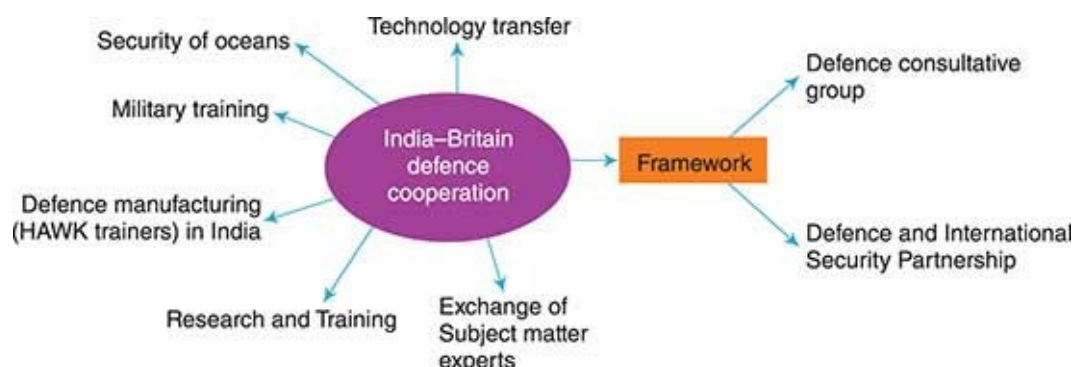 Technology transfer
Security of oceans
Military training
India–Britain
defence
cooperation
Defence manufacturing
(HAWK trainers) in India
Research and Training
Exchange of
Subject matter
experts
Framework
Defence consultative
group
Defence and International
Security Partnership